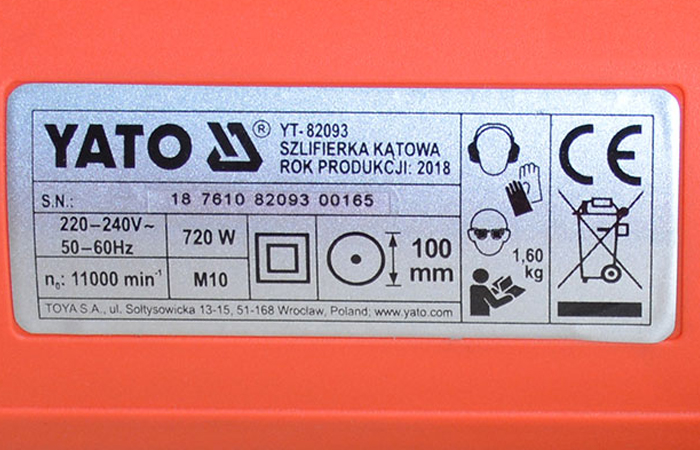 YATO ®
YT-82093
SZLIFIERKA KĄTOWA
ROK PRODUKCJI: 2018
S.N.: 18 7610 82093 00165
220–240V~
50–60Hz
720 W
n₀: 11000 min⁻¹
M10
100
mm
1,60
kg
CE
TOYA S.A., ul. Sołtysowicka 13-15, 51-168 Wrocław, Poland; www.yato.com